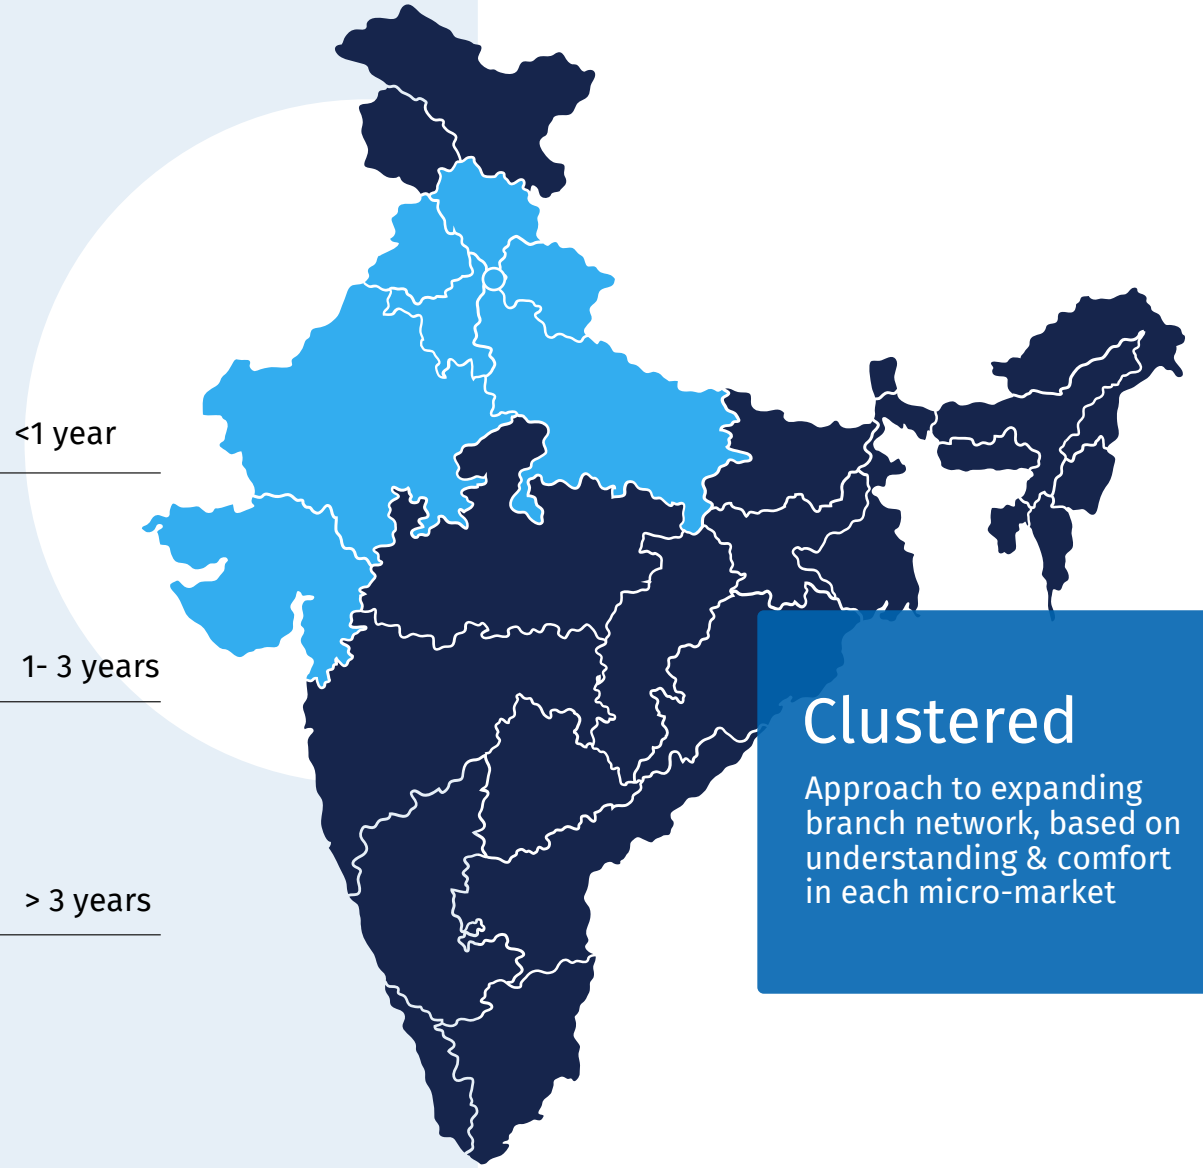 <1 year
1- 3 years
> 3 years
Clustered
Approach to expanding
branch network, based on
understanding & comfort
in each micro-market